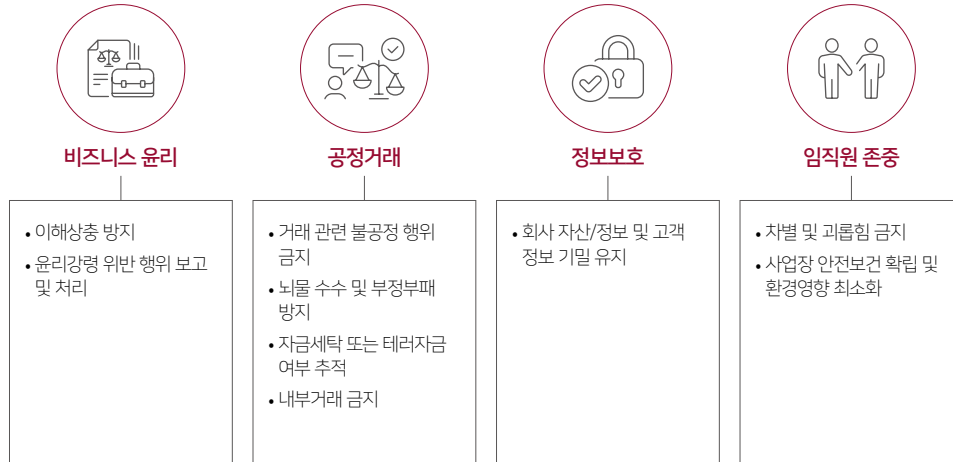 비즈니스 윤리
• 이해상충 방지
• 윤리강령 위반 행위 보고
및 처리
공정거래
• 거래 관련 불공정 행위
금지
• 뇌물 수수 및 부정부패
방지
• 자금세탁 또는 테러자금
여부 추적
• 내부거래 금지
정보보호
• 회사 자산/정보 및 고객
정보 기밀 유지
임직원 존중
• 차별 및 괴롭힘 금지
• 사업장 안전보건 확립 및
환경영향 최소화